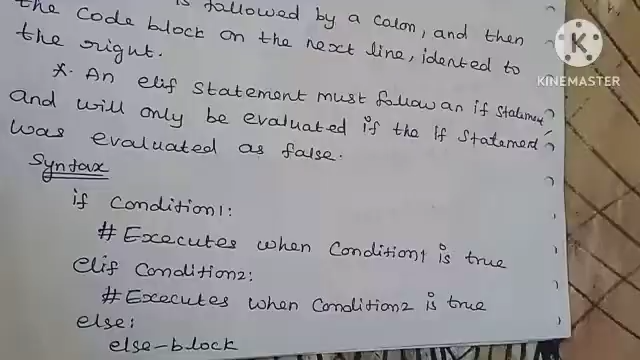 is followed by a colon, and then
the code block on the next line, idented to
the right.
*. An elif statement must follow an if statement,
and will only be evaluated if the if statement
was evaluated as false.
Syntax
if Condition1:
# Executes when Condition1 is true
elif Condition2:
# Executes when Condition2 is true
else:
else-block
K
KINEMASTER